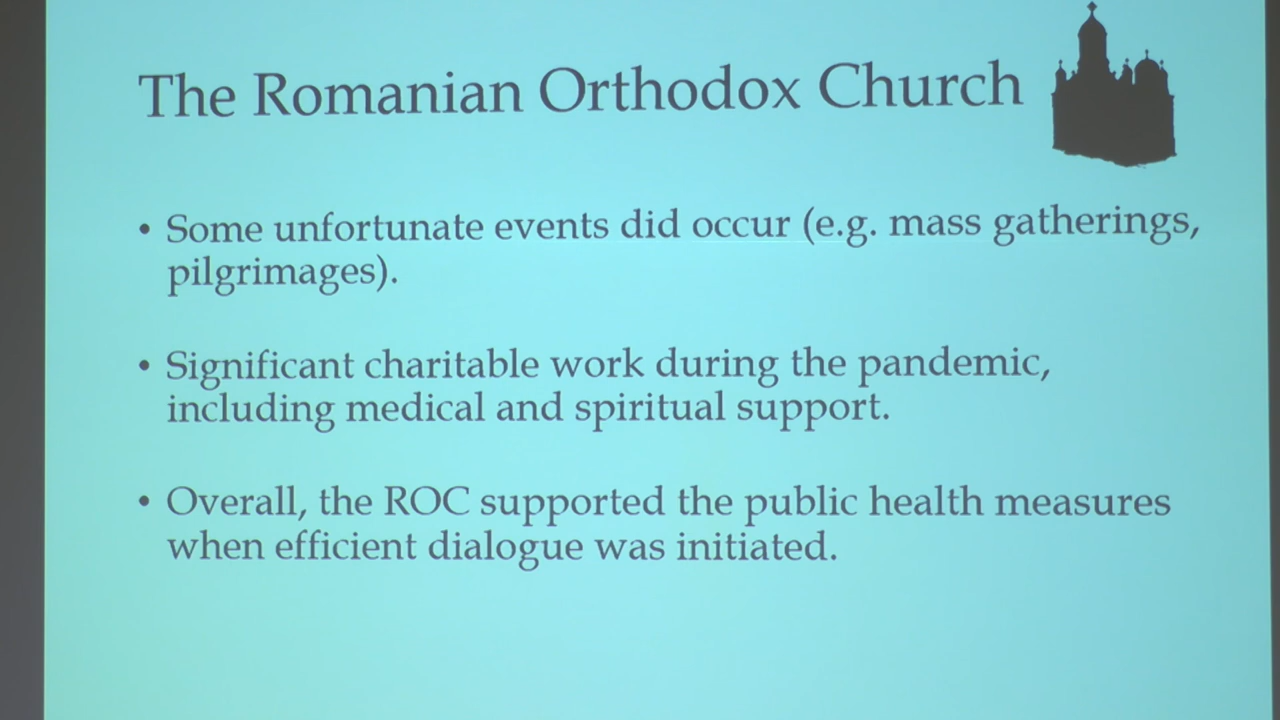 The Romanian Orthodox Church
• Some unfortunate events did occur (e.g. mass gatherings,
pilgrimages).
• Significant charitable work during the pandemic,
including medical and spiritual support.
• Overall, the ROC supported the public health measures
when efficient dialogue was initiated.